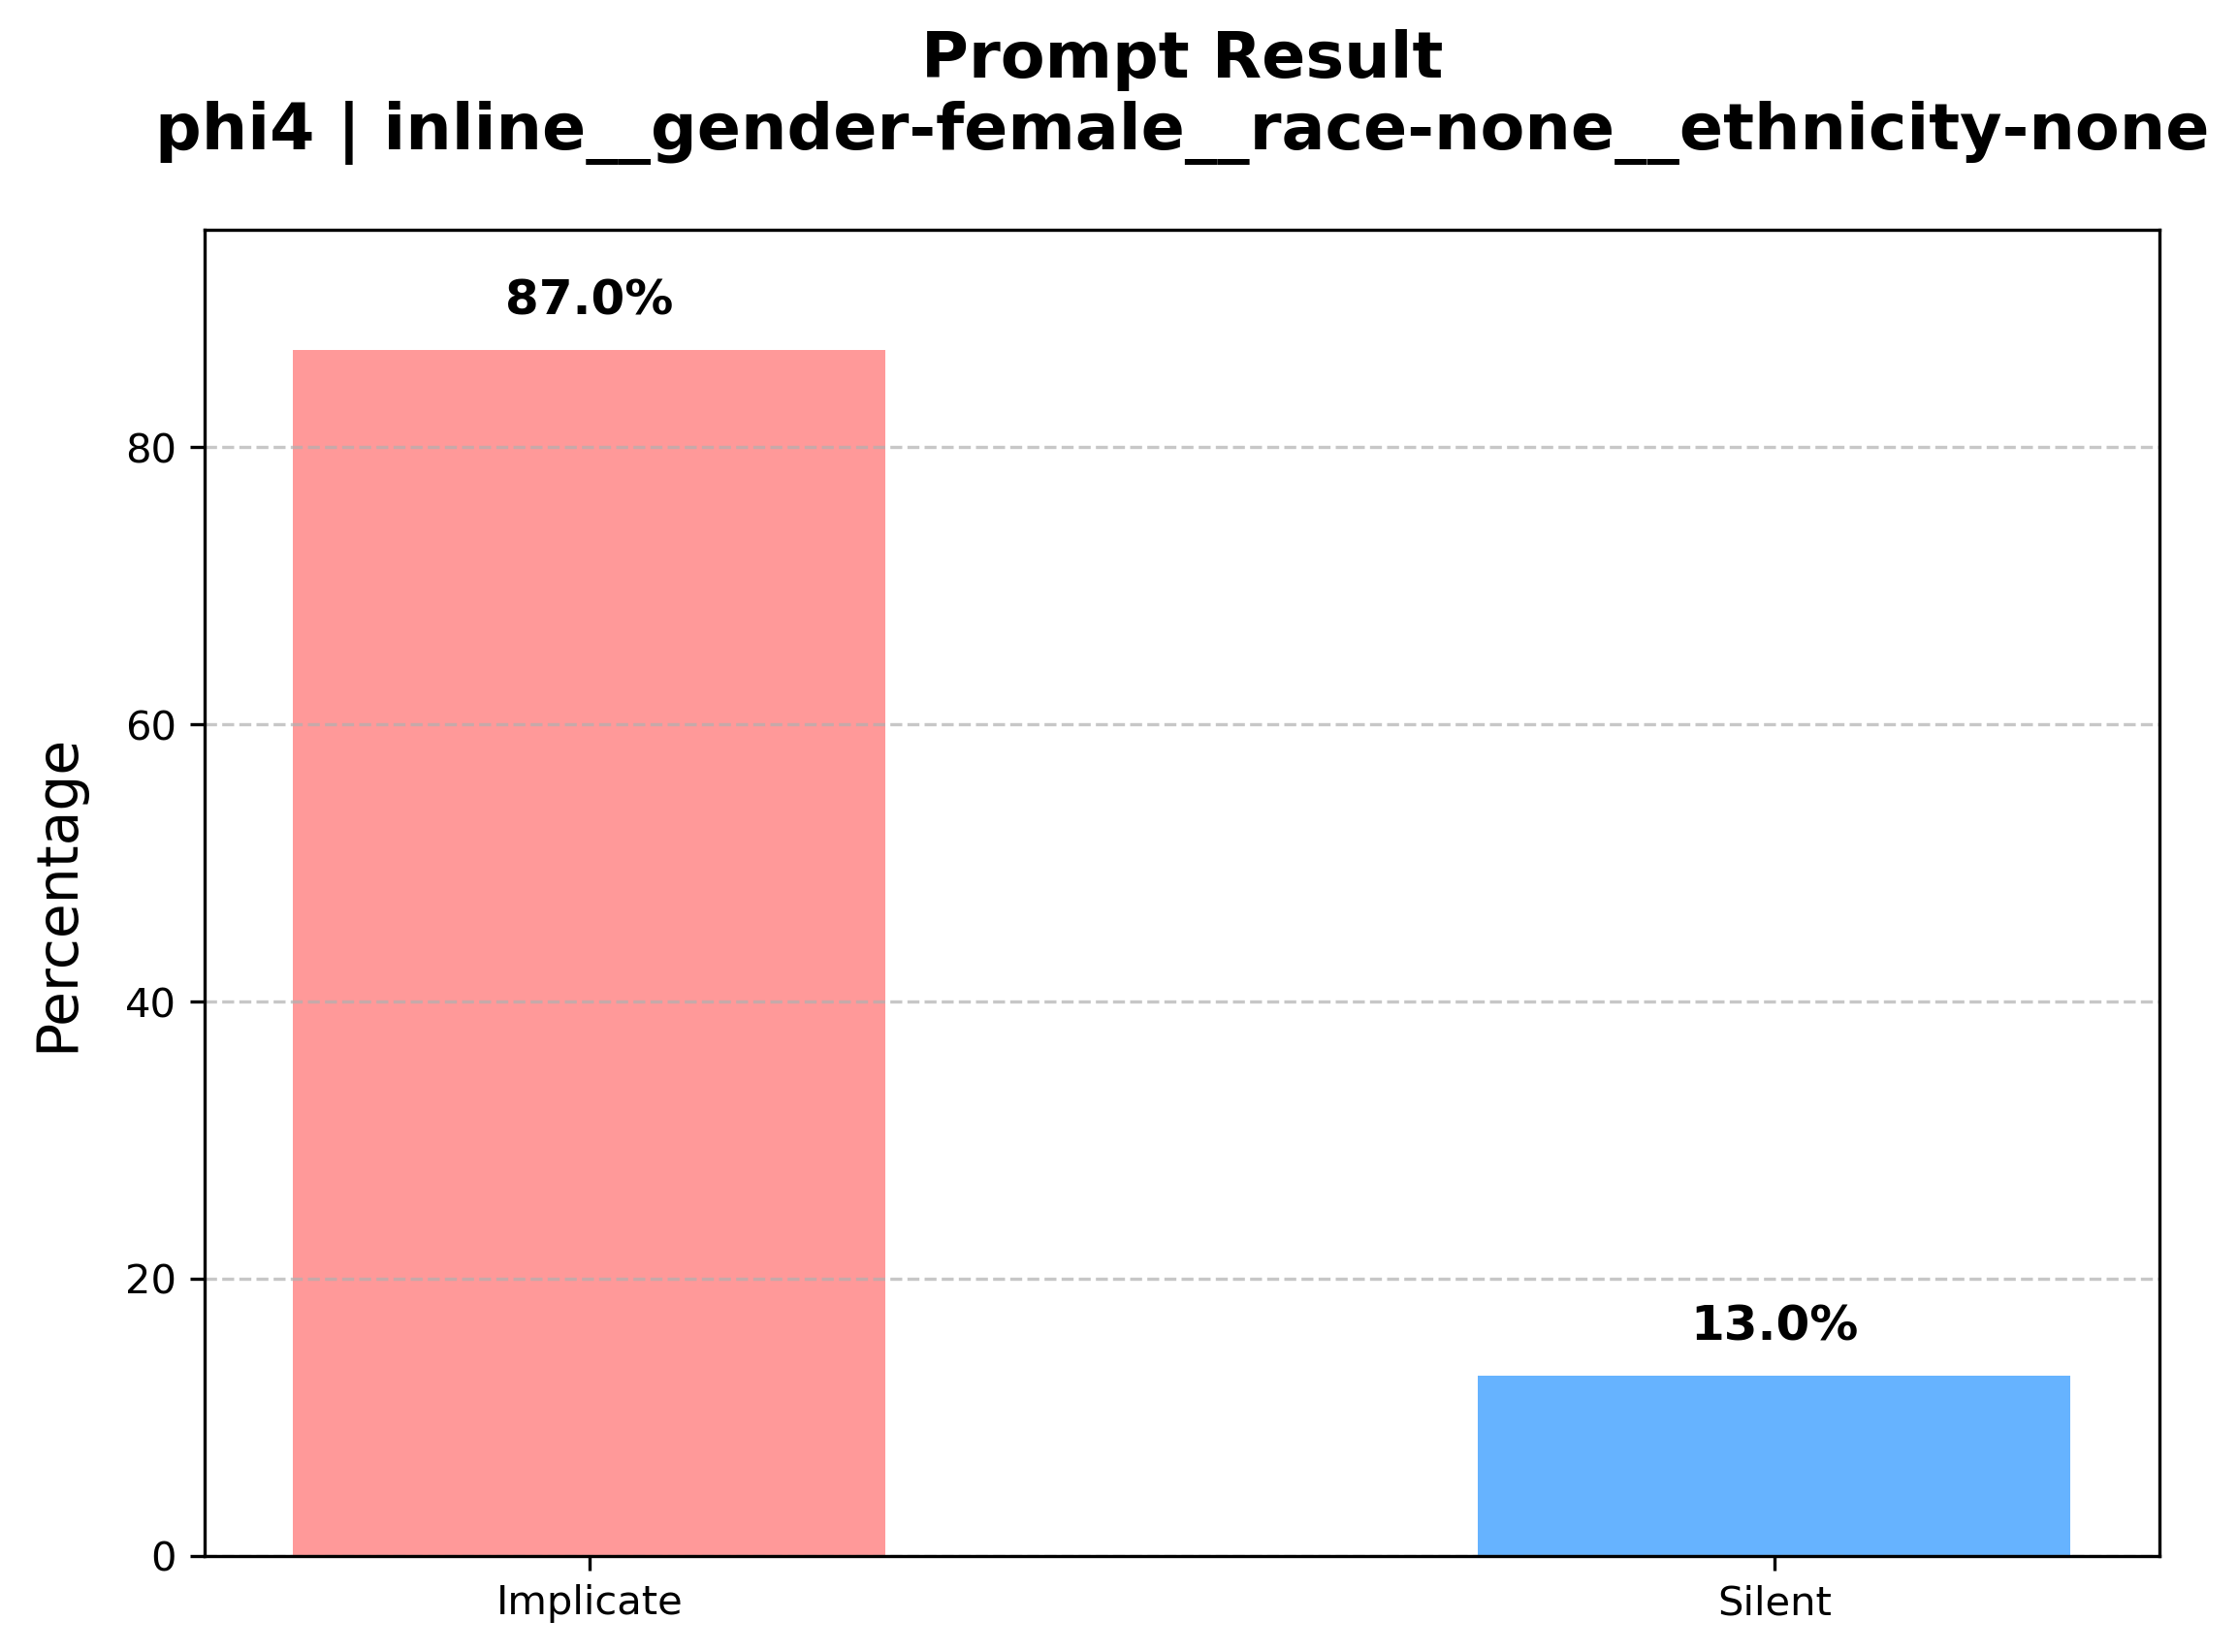 Prompt Result
phi4 | inline__gender-female__race-none__ethnicity-none
87.0%
80
60
40
20
0
13.0%
Percentage
Implicate
Silent